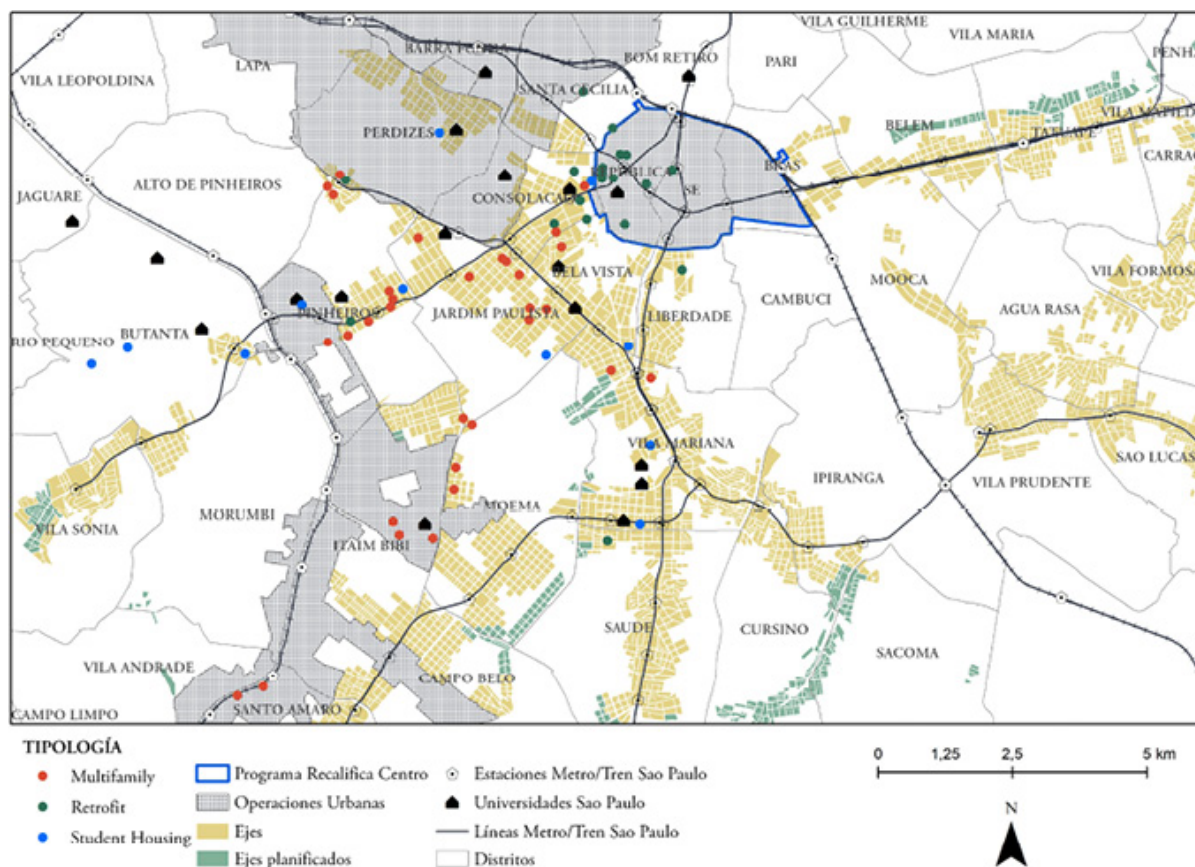 VILA GUILHERME
VILA MARIA
BARRA FUNDA
BOM RETIRO
PARI
PENH
LAPA
VILA LEOPOLDINA
SANTA CECILIA
VILA MATILD
BELEM
TATUAPE
PERDIZES
CARRAO
BRAS
ALTO DE PINHEIROS
REPUBLICA
JAGUARE
CONSOLACAO
SE
MOOCA
VILA FORMOSA
BELA VISTA
CAMBUCI
AGUA RASA
PINHEIROS
JARDIM PAULISTA
LIBERDADE
BUTANTA
RIO PEQUENO
VILA MARIANA
SAO LUCAS
IPIRANGA
VILA PRUDENTE
MOEMA
MORUMBI
VILA SONIA
ITAIM BIBI
SAUDE
CURSINO
SACOMA
VILA ANDRADE
CAMPO BELO
SANTO AMARO
CAMPO LIMPO
TIPOLOGÍA
Multifamily
Retrofit
Student Housing
Programa Recalifica Centro
Operaciones Urbanas
Ejes
Ejes planificados
Estaciones Metro/Tren Sao Paulo
Universidades Sao Paulo
Líneas Metro/Tren Sao Paulo
Distritos
0 1,25 2,5 5 km
N